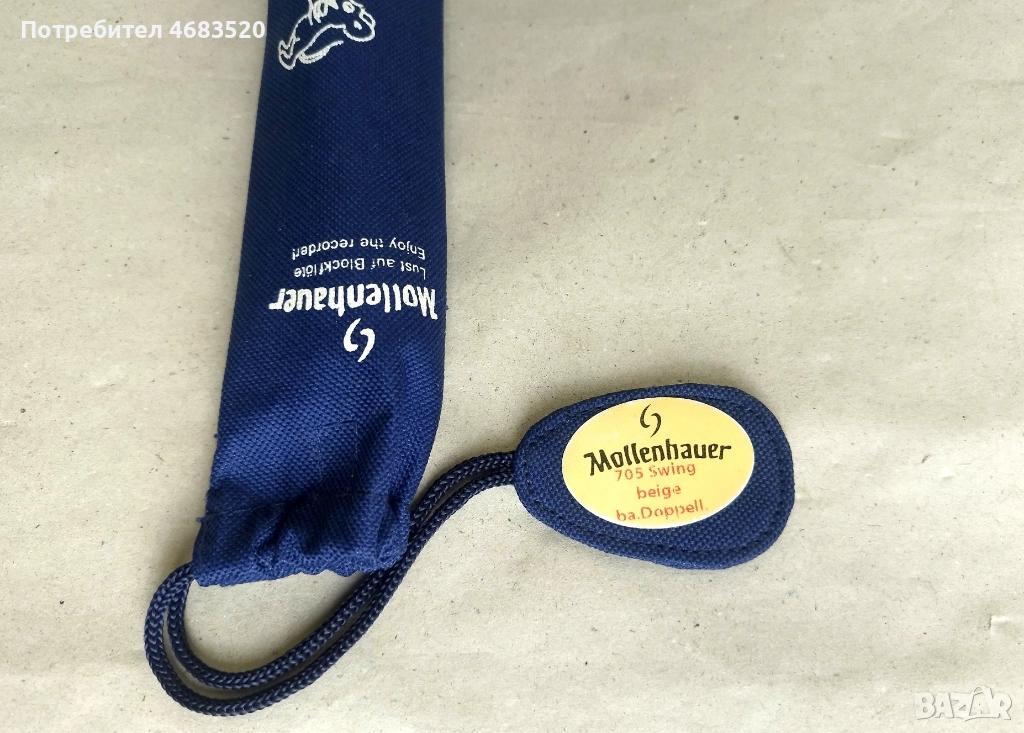 Потребител 4683520
Mollenhauer
Lust auf Blockflöte
Enjoy the recorder!
Mollenhauer
705 Swing
beige
ba.Doppell.
BAZAR